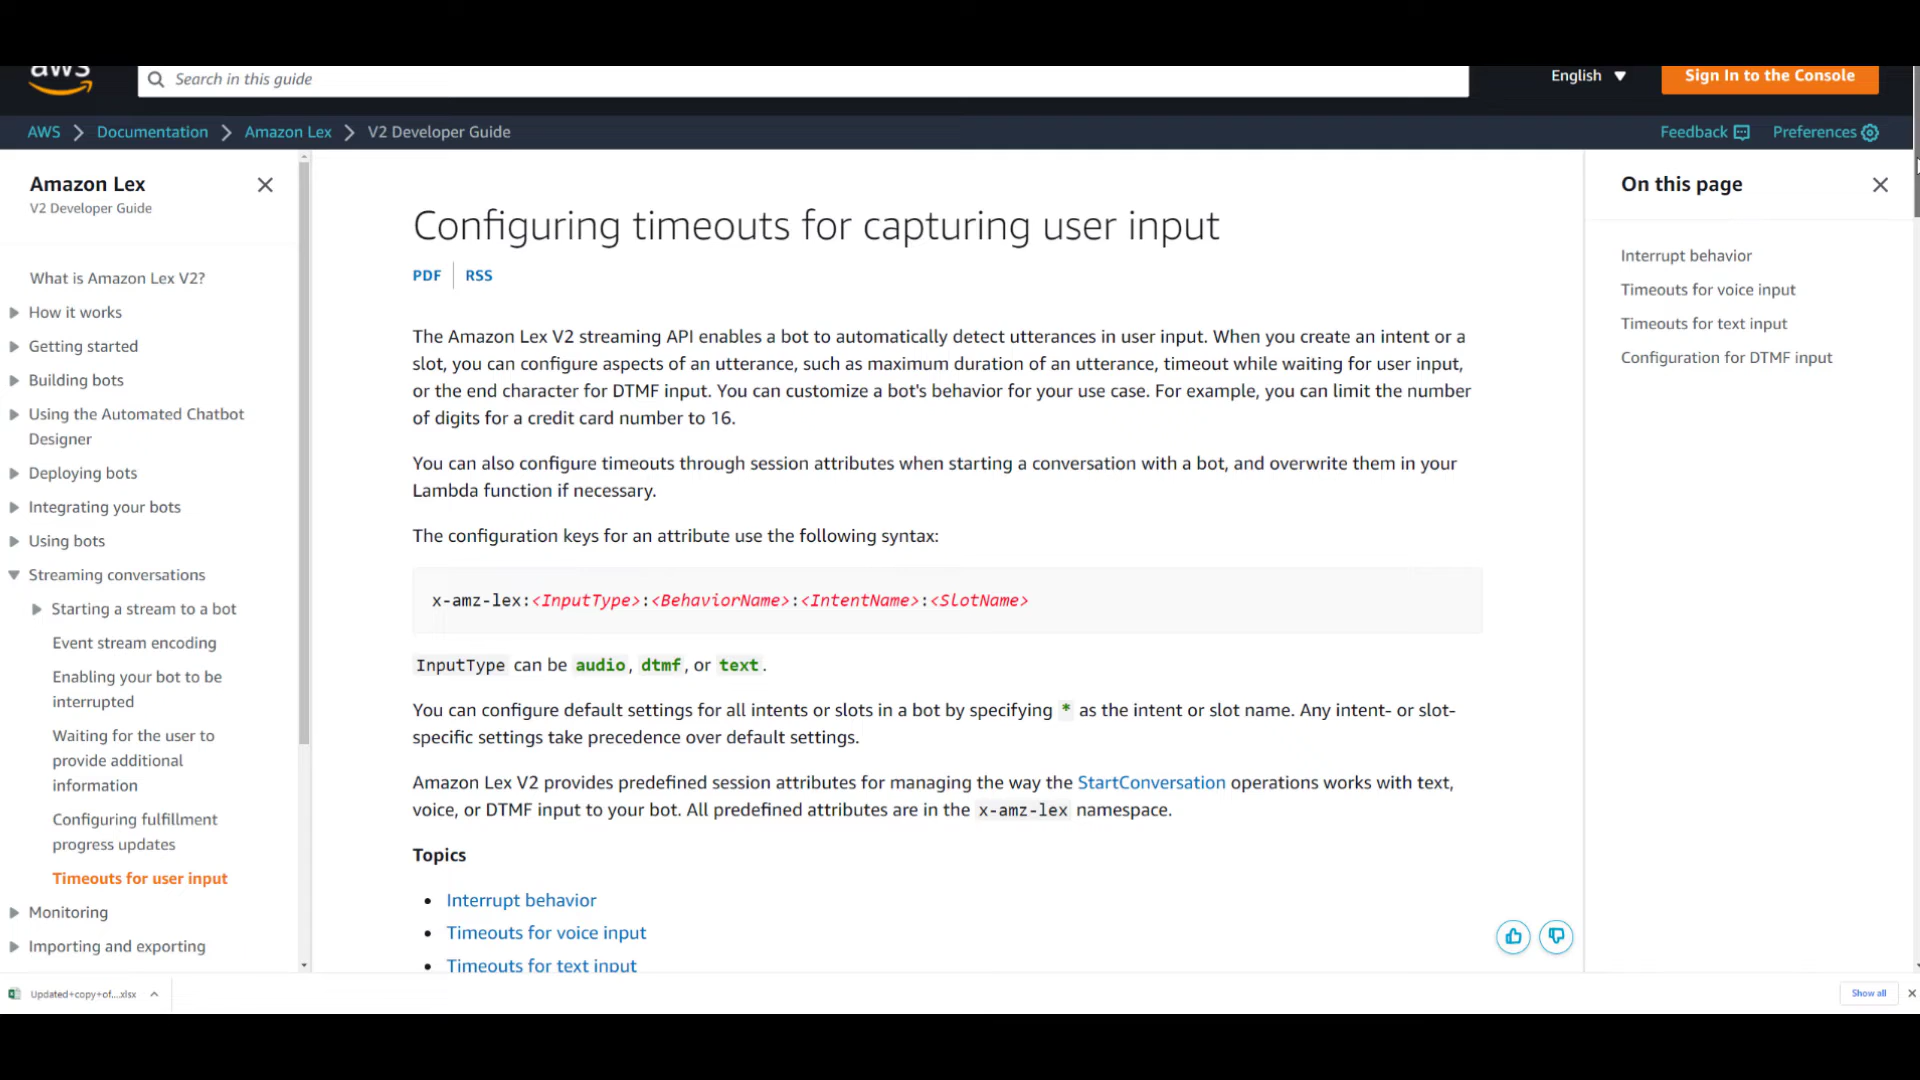 aws
Search in this guide
English
Sign In to the Console
AWS
Documentation
Amazon Lex
V2 Developer Guide
Feedback
Preferences
Amazon Lex
V2 Developer Guide
What is Amazon Lex V2?
How it works
Getting started
Building bots
Using the Automated Chatbot
Designer
Deploying bots
Integrating your bots
Using bots
Streaming conversations
Starting a stream to a bot
Event stream encoding
Enabling your bot to be
interrupted
Waiting for the user to
provide additional
information
Configuring fulfillment
progress updates
Timeouts for user input
Monitoring
Importing and exporting
Configuring timeouts for capturing user input
PDF
RSS
The Amazon Lex V2 streaming API enables a bot to automatically detect utterances in user input. When you create an intent or a
slot, you can configure aspects of an utterance, such as maximum duration of an utterance, timeout while waiting for user input,
or the end character for DTMF input. You can customize a bot's behavior for your use case. For example, you can limit the number
of digits for a credit card number to 16.
You can also configure timeouts through session attributes when starting a conversation with a bot, and overwrite them in your
Lambda function if necessary.
The configuration keys for an attribute use the following syntax:
x-amz-lex:<InputType>:<BehaviorName>:<IntentName>:<SlotName>
InputType can be audio, dtmf, or text.
You can configure default settings for all intents or slots in a bot by specifying * as the intent or slot name. Any intent- or slot-
specific settings take precedence over default settings.
Amazon Lex V2 provides predefined session attributes for managing the way the StartConversation operations works with text,
voice, or DTMF input to your bot. All predefined attributes are in the x-amz-lex namespace.
Topics
• Interrupt behavior
• Timeouts for voice input
• Timeouts for text input
On this page
Interrupt behavior
Timeouts for voice input
Timeouts for text input
Configuration for DTMF input
Updated+copy+of....xlsx
Show all